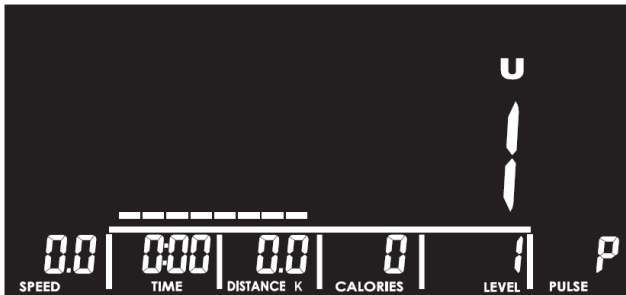 U
1
0.0 0:00 0.0 0 1 P
SPEED TIME DISTANCE K CALORIES LEVEL PULSE